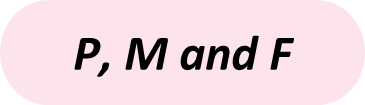 P, M and F